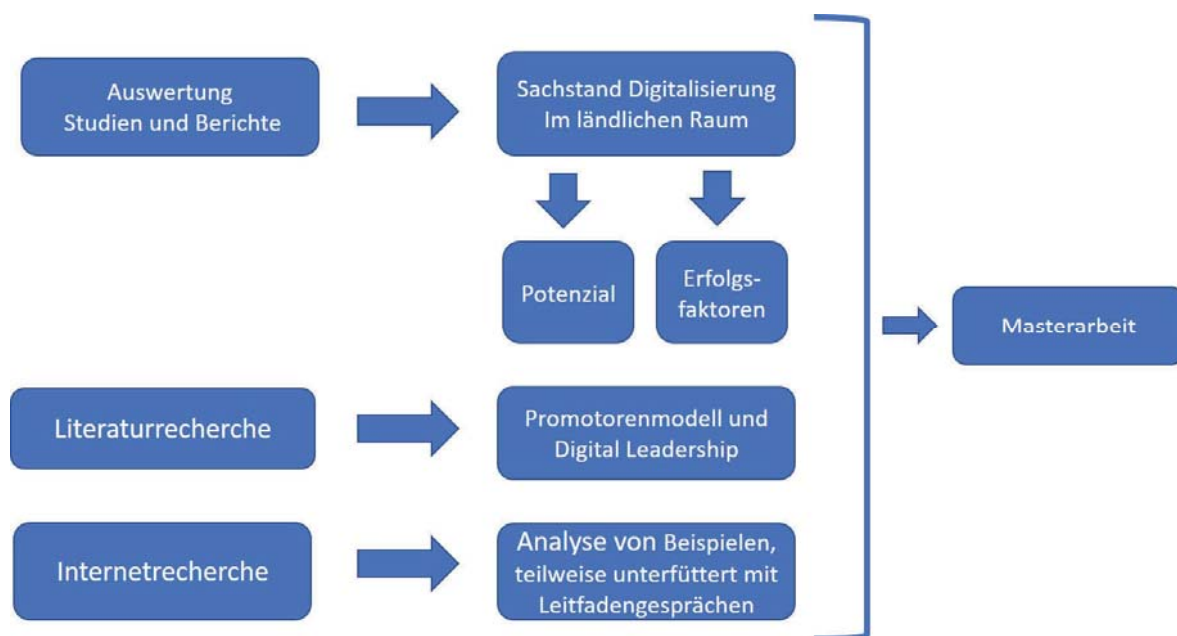 Auswertung
Studien und Berichte
Sachstand Digitalisierung
Im ländlichen Raum
Potenzial
Erfolgs-
faktoren
Masterarbeit
Literaturrecherche
Promotorenmodell und
Digital Leadership
Internetrecherche
Analyse von Beispielen,
teilweise unterfüttert mit
Leitfadengesprächen